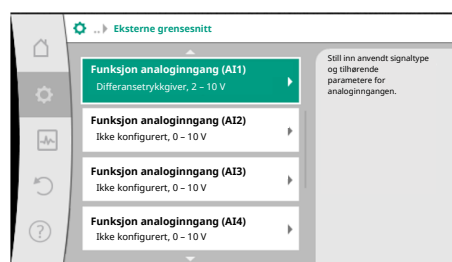 ..  Eksterne grensesnitt
Funksjon analoginngang (AI1)
Differansetrykkgiver, 2 – 10 V
Funksjon analoginngang (AI2)
Ikke konfigurert, 0 – 10 V
Funksjon analoginngang (AI3)
Ikke konfigurert, 0 – 10 V
Funksjon analoginngang (AI4)
Ikke konfigurert, 0 – 10 V
Still inn anvendt signaltype
og tilhørende
parametere for
analoginngangen.